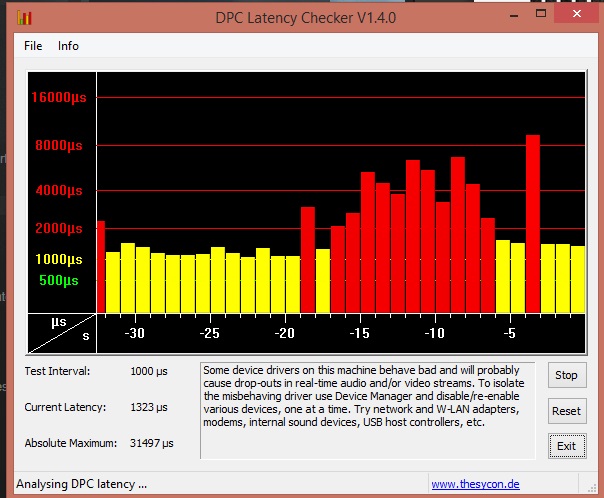 DPC Latency Checker V1.4.0
File Info
16000µs
8000µs
4000µs
2000µs
1000µs
500µs
µs
s
-30 -25 -20 -15 -10 -5
Test Interval: 1000 µs
Current Latency: 1323 µs
Absolute Maximum: 31497 µs
Some device drivers on this machine behave bad and will probably
cause drop-outs in real-time audio and/or video streams. To isolate
the misbehaving driver use Device Manager and disable/re-enable
various devices, one at a time. Try network and W-LAN adapters,
modems, internal sound devices, USB host controllers, etc.
Stop
Reset
Exit
Analysing DPC latency ...
www.thesycon.de